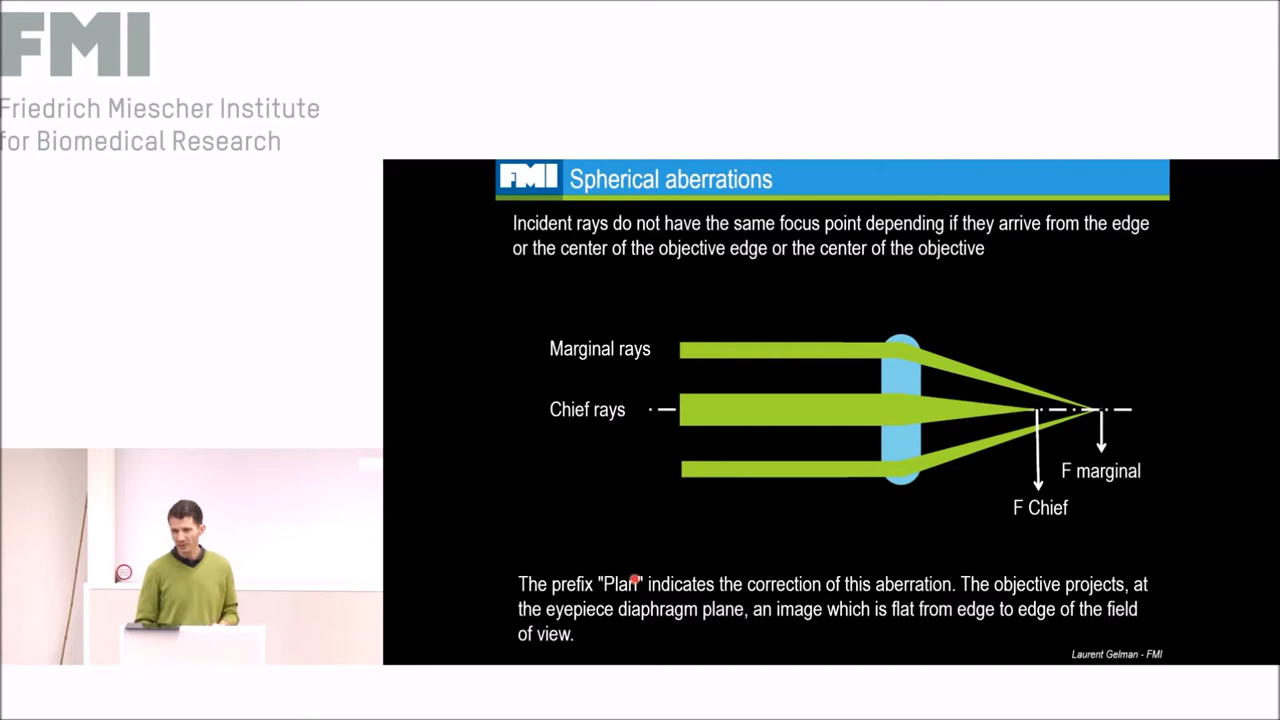 FMI
Friedrich Miescher Institute
for Biomedical Research
FMI Spherical aberrations
Incident rays do not have the same focus point depending if they arrive from the edge
or the center of the objective edge or the center of the objective
Marginal rays
Chief rays
F marginal
F Chief
The prefix "Plan" indicates the correction of this aberration. The objective projects, at
the eyepiece diaphragm plane, an image which is flat from edge to edge of the field
of view.
Laurent Gelman - FMI